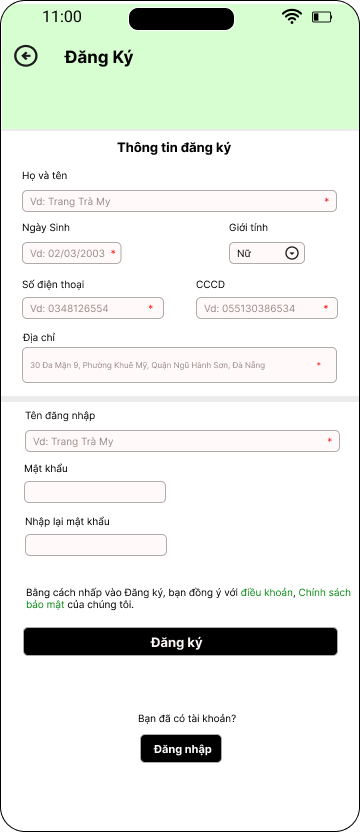 11:00
Đăng Ký
Thông tin đăng ký
Họ và tên
Vd: Trang Trà My *
Ngày Sinh Giới tính
Vd: 02/03/2003 * Nữ
Số điện thoại CCCD
Vd: 0348126554 * Vd: 055130386534 *
Địa chỉ
30 Đa Mặn 9, Phường Khuê Mỹ, Quận Ngũ Hành Sơn, Đà Nẵng *
Tên đăng nhập
Vd: Trang Trà My *
Mật khẩu
Nhập lại mật khẩu
Bằng cách nhấp vào Đăng ký, bạn đồng ý với điều khoản, Chính sách
bảo mật của chúng tôi.
Đăng ký
Bạn đã có tài khoản?
Đăng nhập